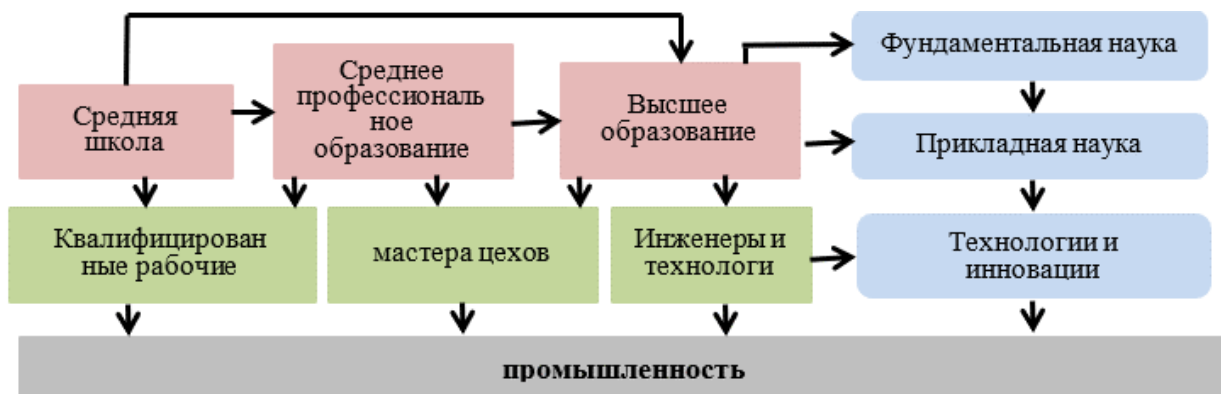 Средняя
школа
Среднее
профессиональ
ное
образование
Высшее
образование
Фундаментальная наука
Прикладная наука
Квалифицирован
ные рабочие
мастера цехов
Инженеры и
технологи
Технологии и
инновации
промышленность